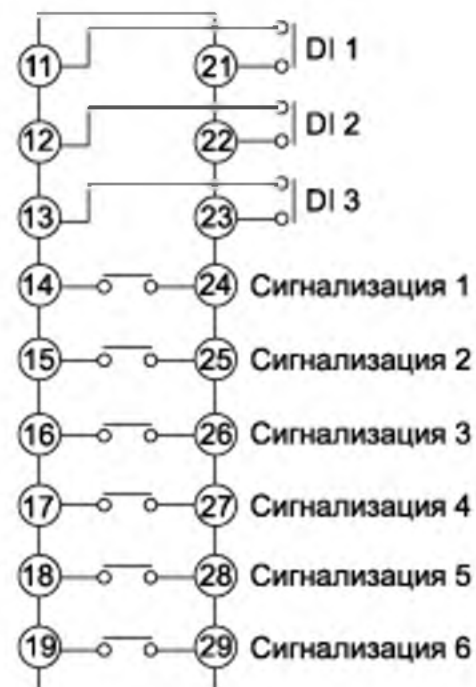 11 21 DI 1
12 22 DI 2
13 23 DI 3
14 24 Сигнализация 1
15 25 Сигнализация 2
16 26 Сигнализация 3
17 27 Сигнализация 4
18 28 Сигнализация 5
19 29 Сигнализация 6